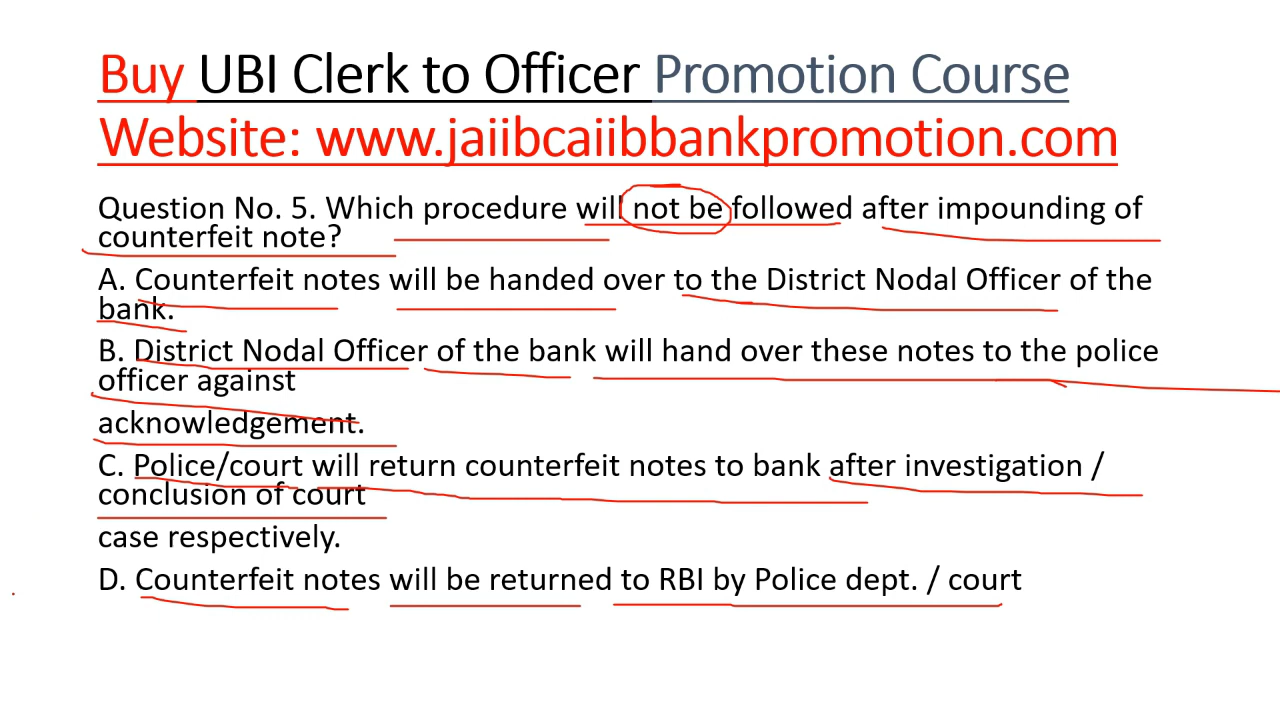 Buy UBI Clerk to Officer Promotion Course
Website: www.jaiibcaiibbankpromotion.com
Question No. 5. Which procedure will not be followed after impounding of
counterfeit note?
A. Counterfeit notes will be handed over to the District Nodal Officer of the
bank.
B. District Nodal Officer of the bank will hand over these notes to the police
officer against
acknowledgement.
C. Police/court will return counterfeit notes to bank after investigation /
conclusion of court
case respectively.
D. Counterfeit notes will be returned to RBI by Police dept. / court